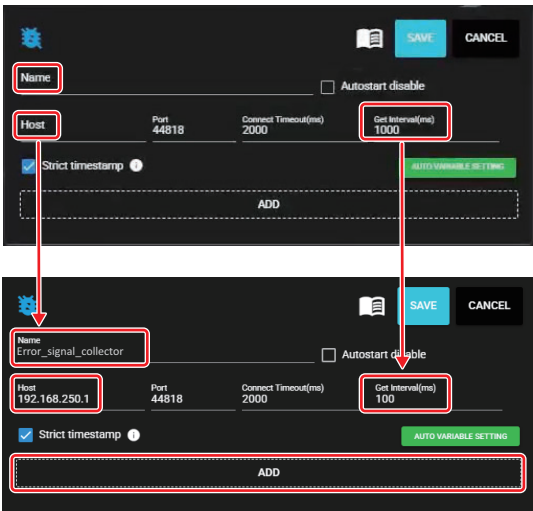 SAVE CANCEL
Name
Autostart disable
Host Port Connect Timeout(ms) Get Interval(ms)
44818 2000 1000
Strict timestamp AUTO VARIABLE SETTING
ADD
SAVE CANCEL
Name
Error_signal_collector
Autostart disable
Host Port Connect Timeout(ms) Get Interval(ms)
192.168.250.1 44818 2000 100
Strict timestamp AUTO VARIABLE SETTING
ADD